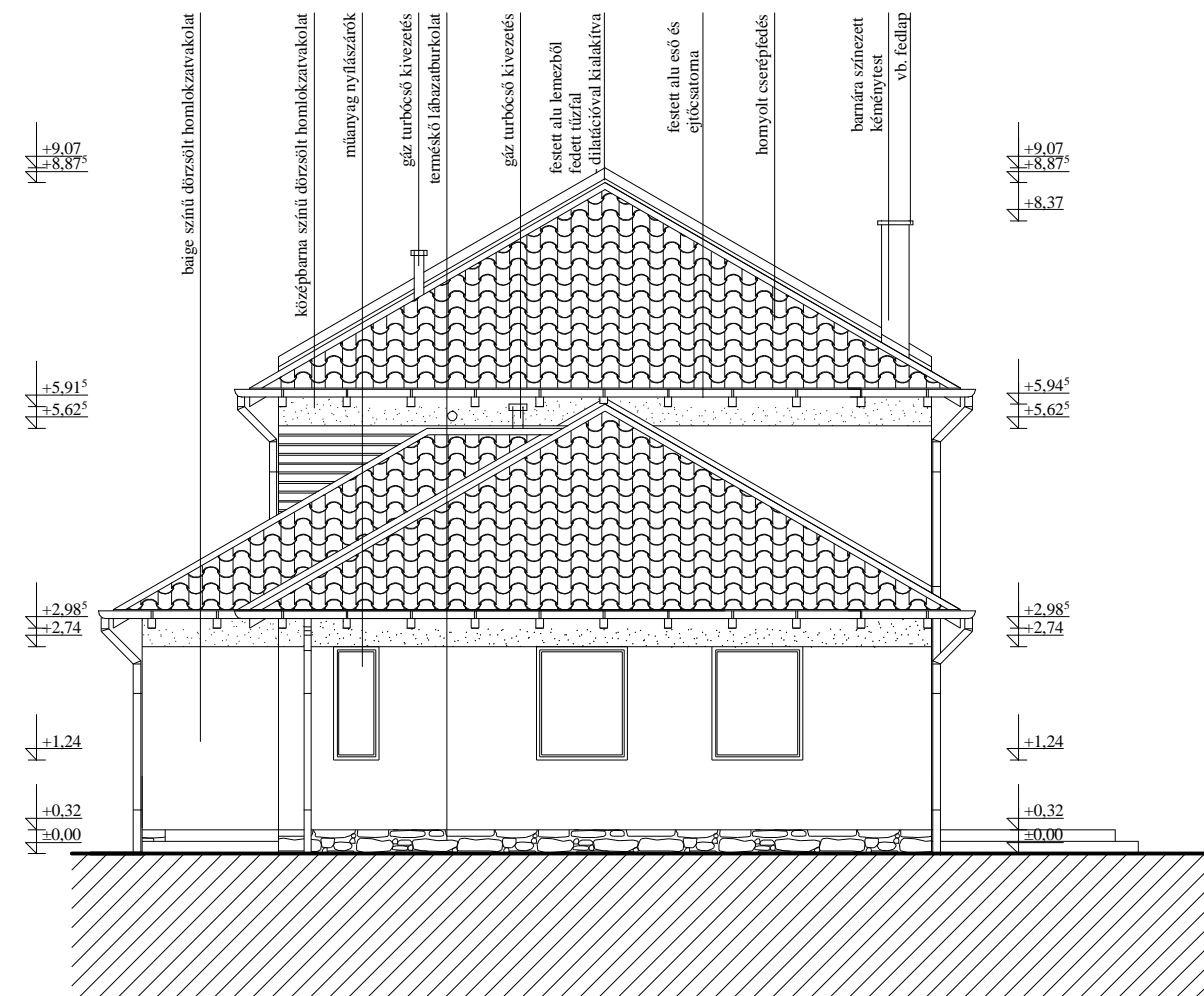 baige színű dörzsölt homlokzatvakolat
középbarna színű dörzsölt homlokzatvakolat
műanyag nyílászárók
gáz turbócső kivezetés
terméskő lábazatburkolat
gáz turbócső kivezetés
festett alu lemezből
fedett tűzfal
- dilatációval kialakítva
festett alu eső és
ejtőcsatorna
hornyolt cserépfedés
barnára színezett
kéménytest
vb. fedlap
+9,07
+8,87⁵
+5,91⁵
+5,62⁵
+2,98⁵
+2,74
+1,24
+0,32
±0,00
+9,07
+8,87⁵
+8,37
+5,94⁵
+5,62⁵
+2,98⁵
+2,74
+1,24
+0,32
±0,00